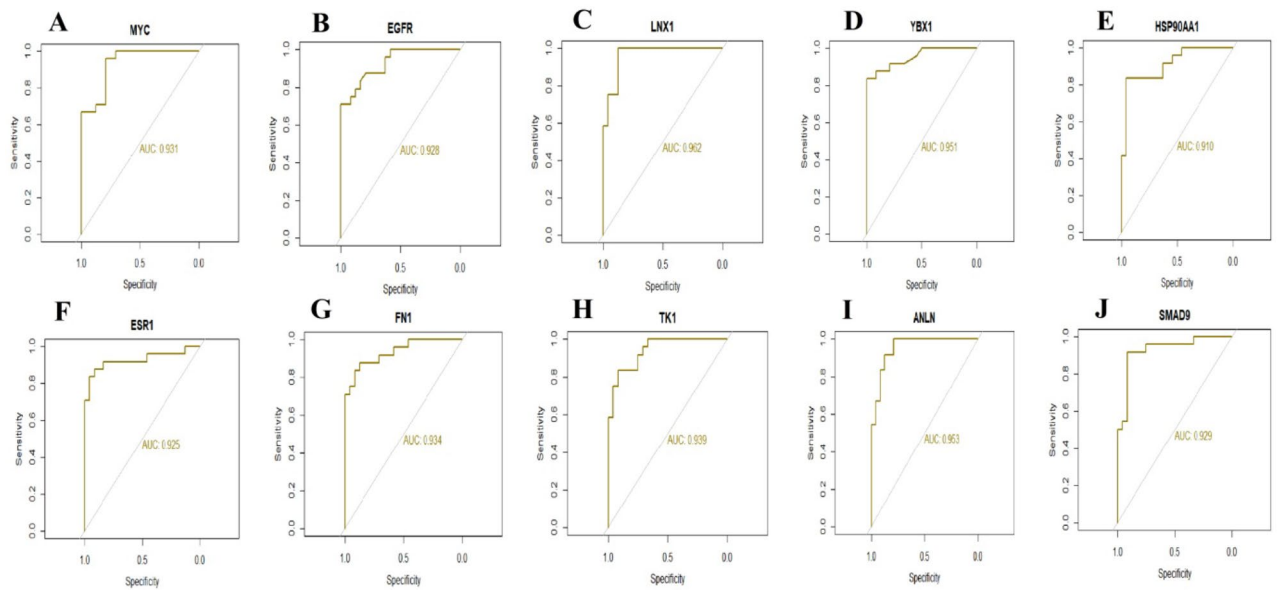 A
MYC
Sensitivity
0.0 0.2 0.4 0.6 0.8 1.0
AUC: 0.931
1.0 0.5 0.0
Specificity
B
EGFR
Sensitivity
0.0 0.2 0.4 0.6 0.8 1.0
AUC: 0.928
1.0 0.5 0.0
Specificity
C
LNX1
Sensitivity
0.0 0.2 0.4 0.6 0.8 1.0
AUC: 0.962
1.0 0.5 0.0
Specificity
D
YBX1
Sensitivity
0.0 0.2 0.4 0.6 0.8 1.0
AUC: 0.951
1.0 0.5 0.0
Specificity
E
HSP90AA1
Sensitivity
0.0 0.2 0.4 0.6 0.8 1.0
AUC: 0.910
1.0 0.5 0.0
Specificity
F
ESR1
Sensitivity
0.0 0.2 0.4 0.6 0.8 1.0
AUC: 0.925
1.0 0.5 0.0
Specificity
G
FN1
Sensitivity
0.0 0.2 0.4 0.6 0.8 1.0
AUC: 0.934
1.0 0.5 0.0
Specificity
H
TK1
Sensitivity
0.0 0.2 0.4 0.6 0.8 1.0
AUC: 0.939
1.0 0.5 0.0
Specificity
I
ANLN
Sensitivity
0.0 0.2 0.4 0.6 0.8 1.0
AUC: 0.953
1.0 0.5 0.0
Specificity
J
SMAD9
Sensitivity
0.0 0.2 0.4 0.6 0.8 1.0
AUC: 0.929
1.0 0.5 0.0
Specificity